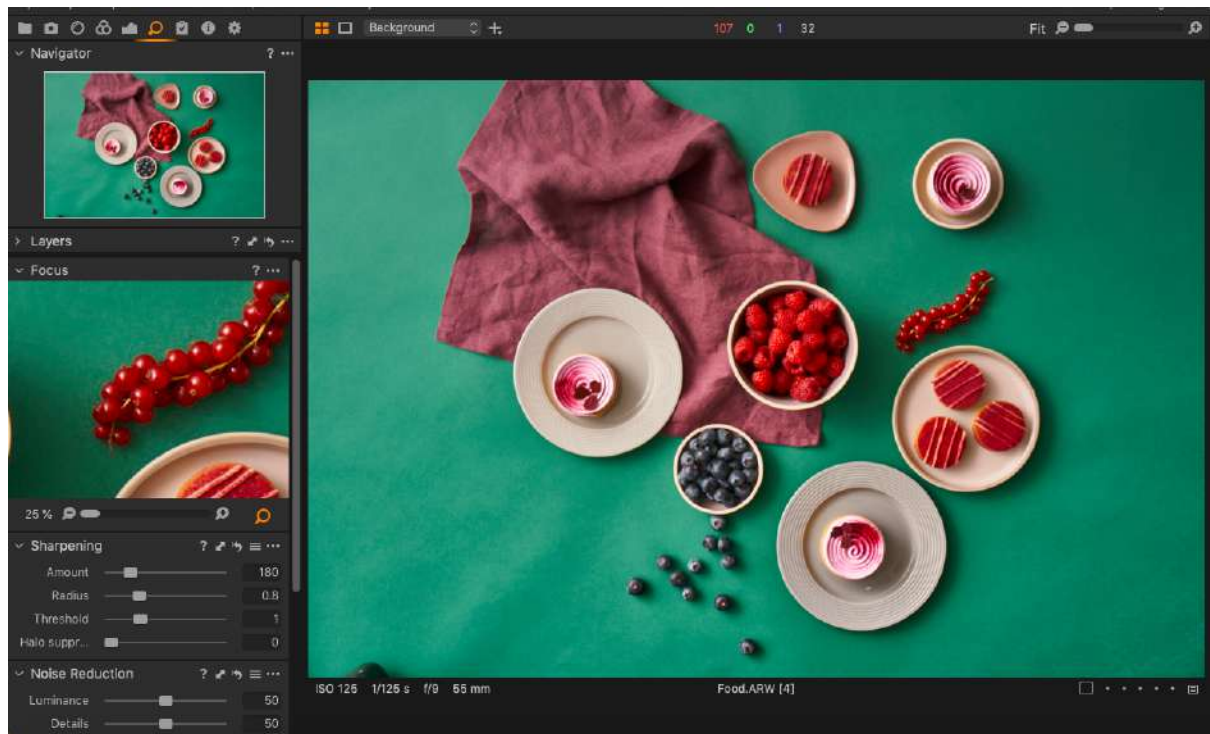 Background
107 0 1 32
Fit
Navigator ? ...
Layers ? ...
Focus ? ...
25 %
Sharpening ? ...
Amount 180
Radius 0.8
Threshold 1
Halo suppr... 0
Noise Reduction ? ...
Luminance 50
Details 50
ISO 125 1/125 s f/9 55 mm
Food.ARW [4]